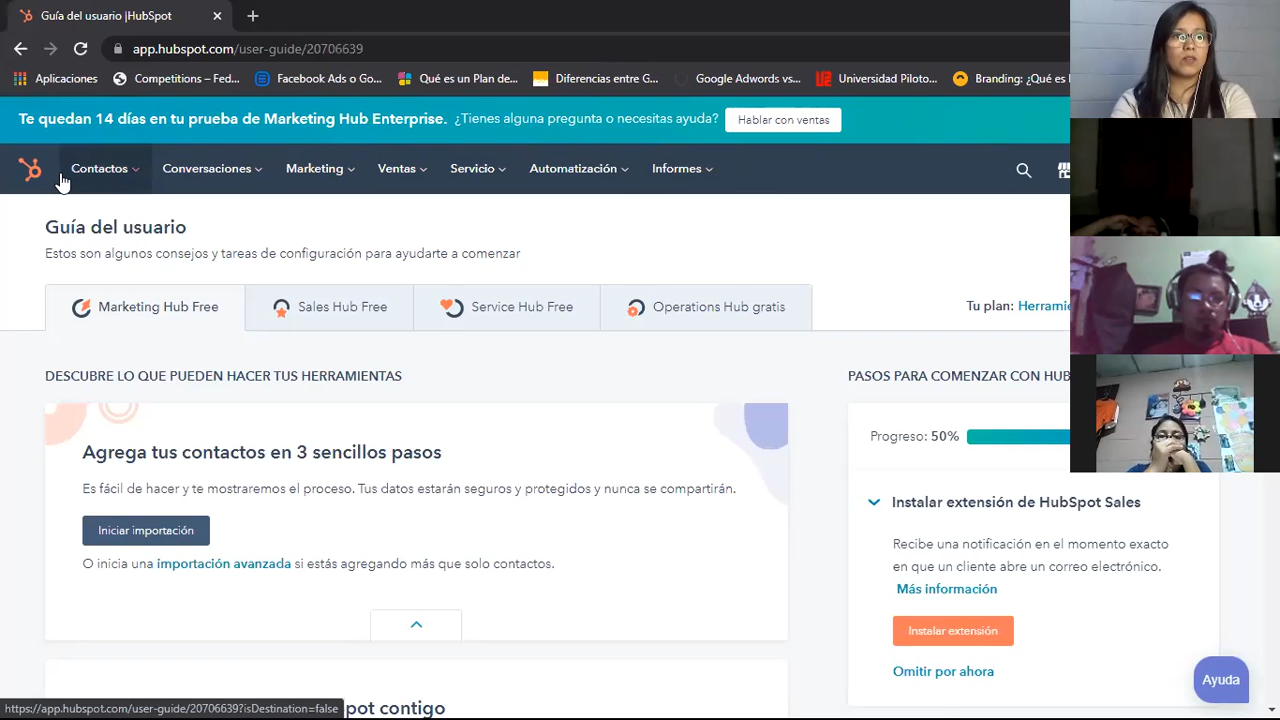 Guía del usuario |HubSpot
app.hubspot.com/user-guide/20706639
Aplicaciones Competitions – Fed... Facebook Ads o Go... Qué es un Plan de... Diferencias entre G... Google Adwords vs... Universidad Piloto... Branding: ¿Qué es l
Te quedan 14 días en tu prueba de Marketing Hub Enterprise. ¿Tienes alguna pregunta o necesitas ayuda? Hablar con ventas
Contactos Conversaciones Marketing Ventas Servicio Automatización Informes
Guía del usuario
Estos son algunos consejos y tareas de configuración para ayudarte a comenzar
Marketing Hub Free Sales Hub Free Service Hub Free Operations Hub gratis Tu plan: Herramie
DESCUBRE LO QUE PUEDEN HACER TUS HERRAMIENTAS
PASOS PARA COMENZAR CON HUB
Agrega tus contactos en 3 sencillos pasos
Es fácil de hacer y te mostraremos el proceso. Tus datos estarán seguros y protegidos y nunca se compartirán.
Iniciar importación
O inicia una importación avanzada si estás agregando más que solo contactos.
Progreso: 50%
Instalar extensión de HubSpot Sales
Recibe una notificación en el momento exacto
en que un cliente abre un correo electrónico.
Más información
Instalar extensión
Omitir por ahora
Ayuda
https://app.hubspot.com/user-guide/20706639?isDestination=false
pot contigo